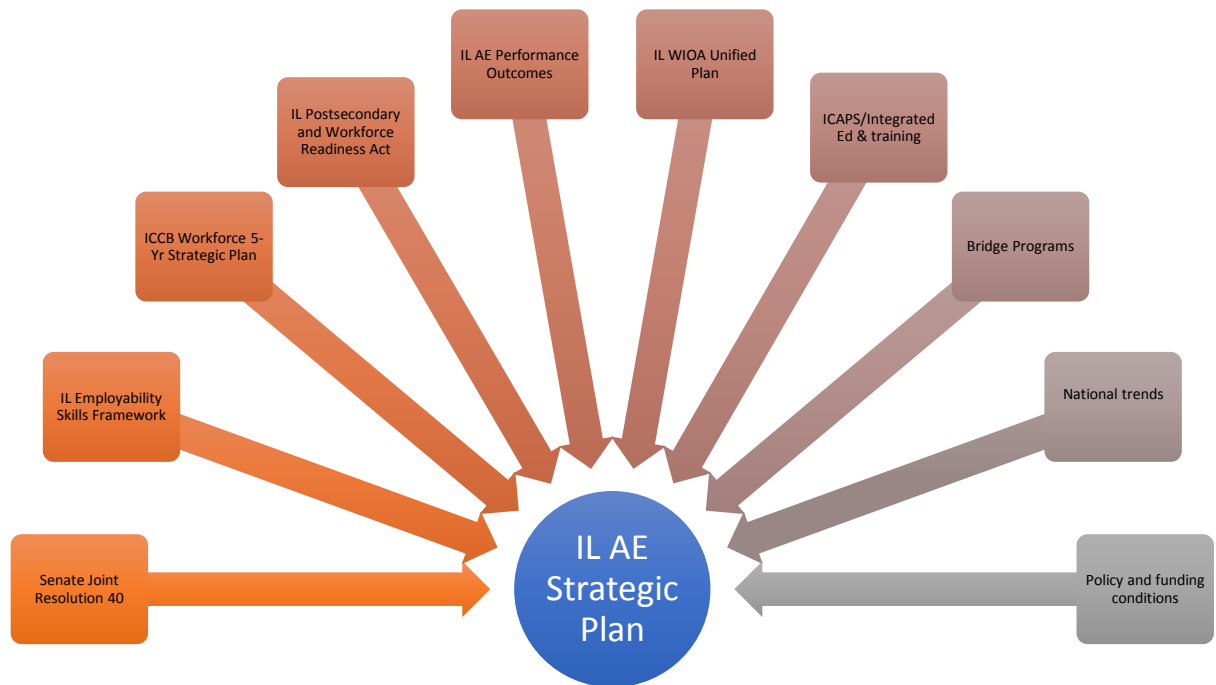 IL AE Performance
Outcomes
IL WIOA Unified
Plan
IL Postsecondary
and Workforce
Readiness Act
ICAPS/Integrated
Ed & training
ICCB Workforce 5-
Yr Strategic Plan
Bridge Programs
IL Employability
Skills Framework
National trends
Senate Joint
Resolution 40
IL AE
Strategic
Plan
Policy and funding
conditions